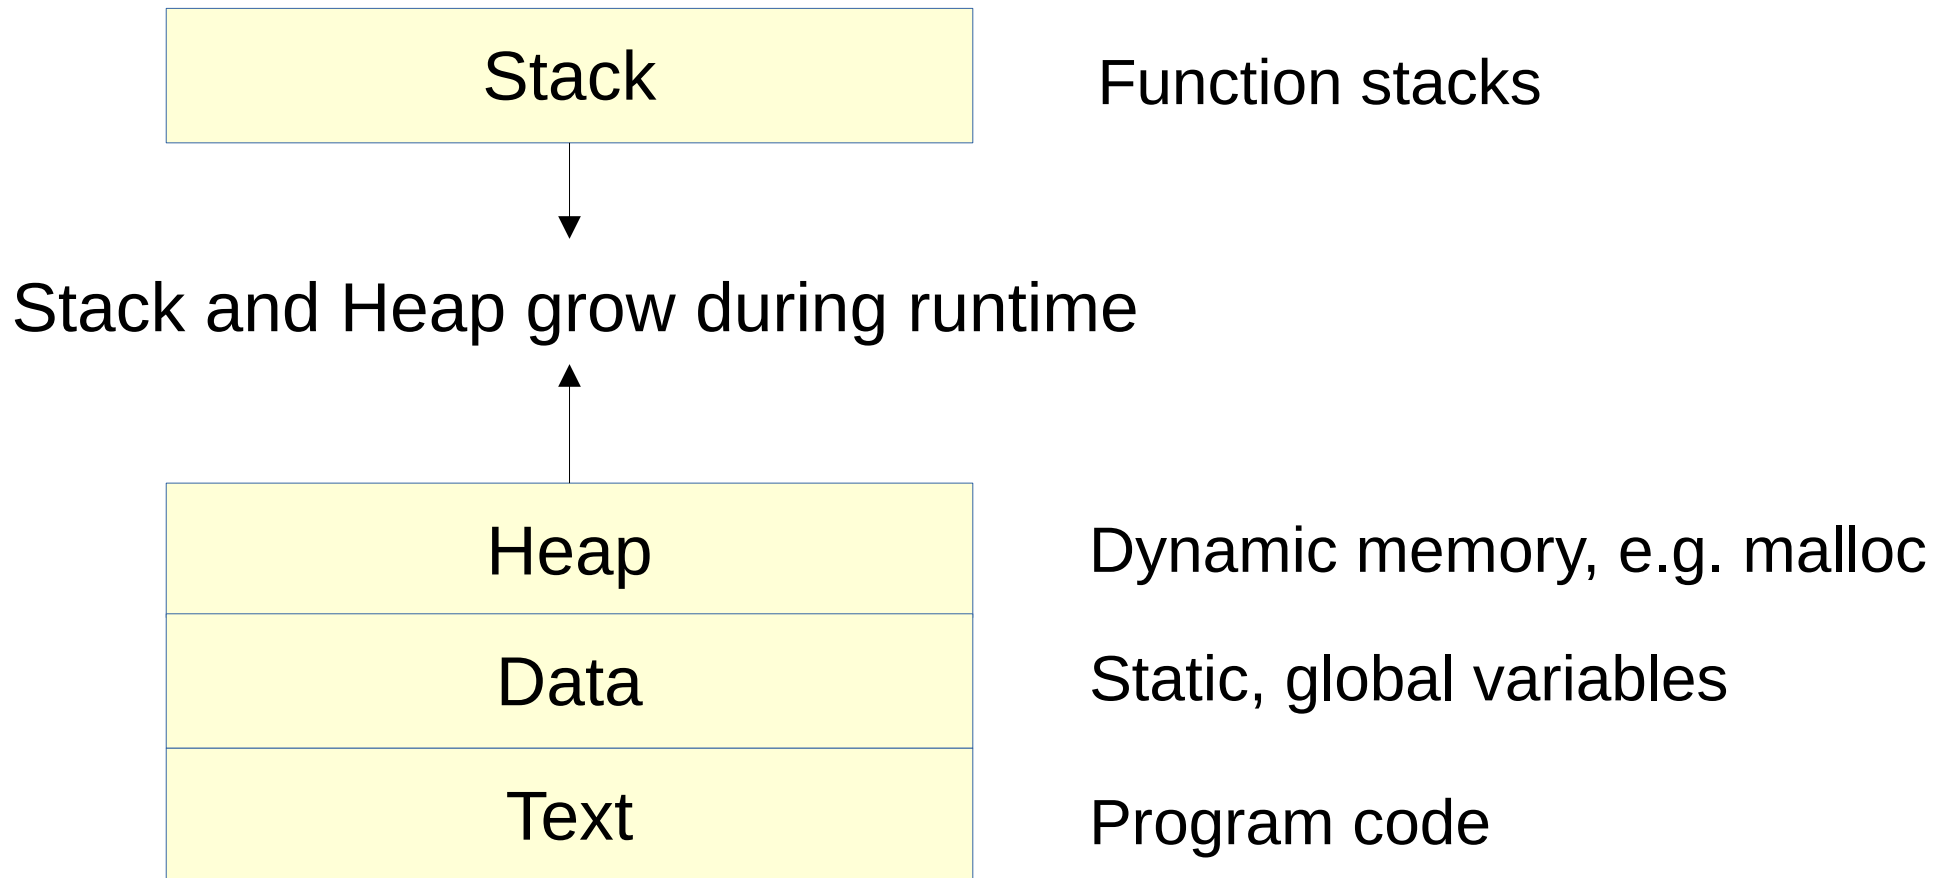 Stack
Function stacks
Stack and Heap grow during runtime
Heap
Dynamic memory, e.g. malloc
Data
Static, global variables
Text
Program code